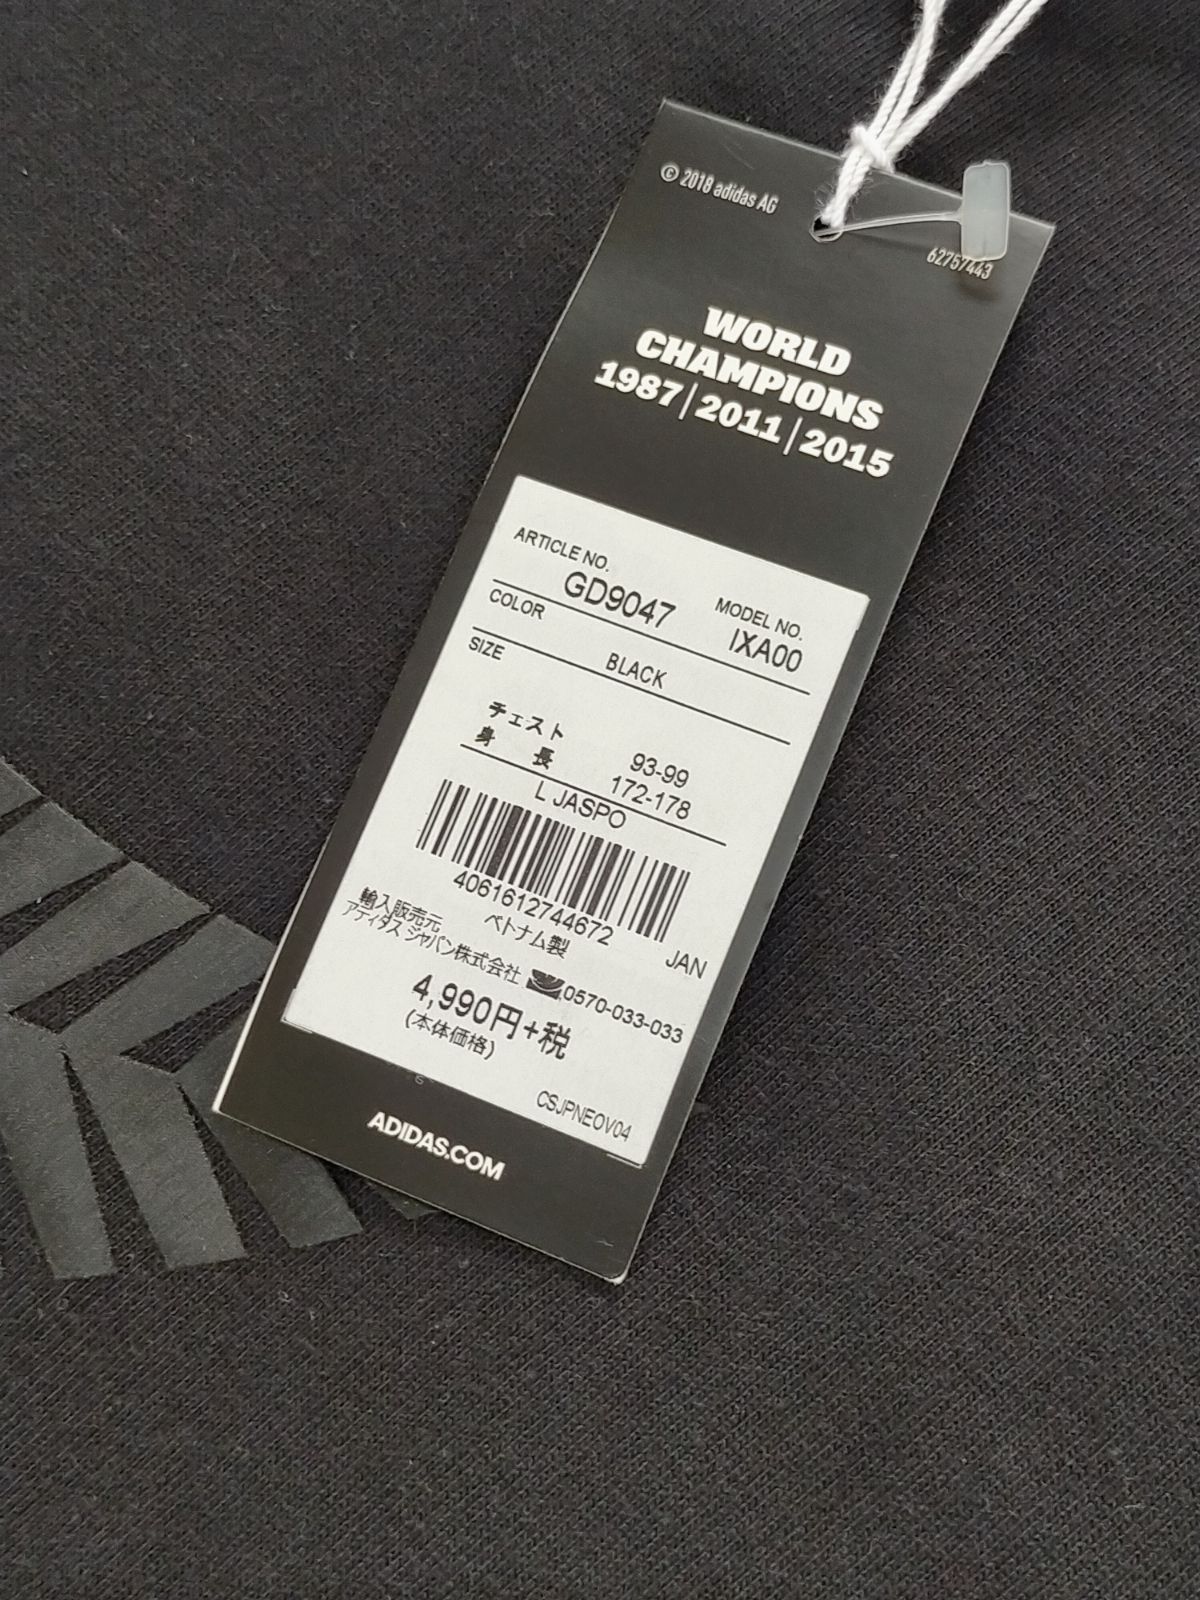 © 2018 adidas AG
62757443
WORLD
CHAMPIONS
1987|2011|2015
ARTICLE NO. MODEL NO.
GD9047 IXA00
COLOR
BLACK
SIZE
チェスト 93-99
身 長 172-178
L JASPO
4061612744672
JAN
ベトナム製
輸入販売元
アディダス ジャパン株式会社 0570-033-033
4,990円+税
(本体価格)
CSJPNEOV04
ADIDAS.COM